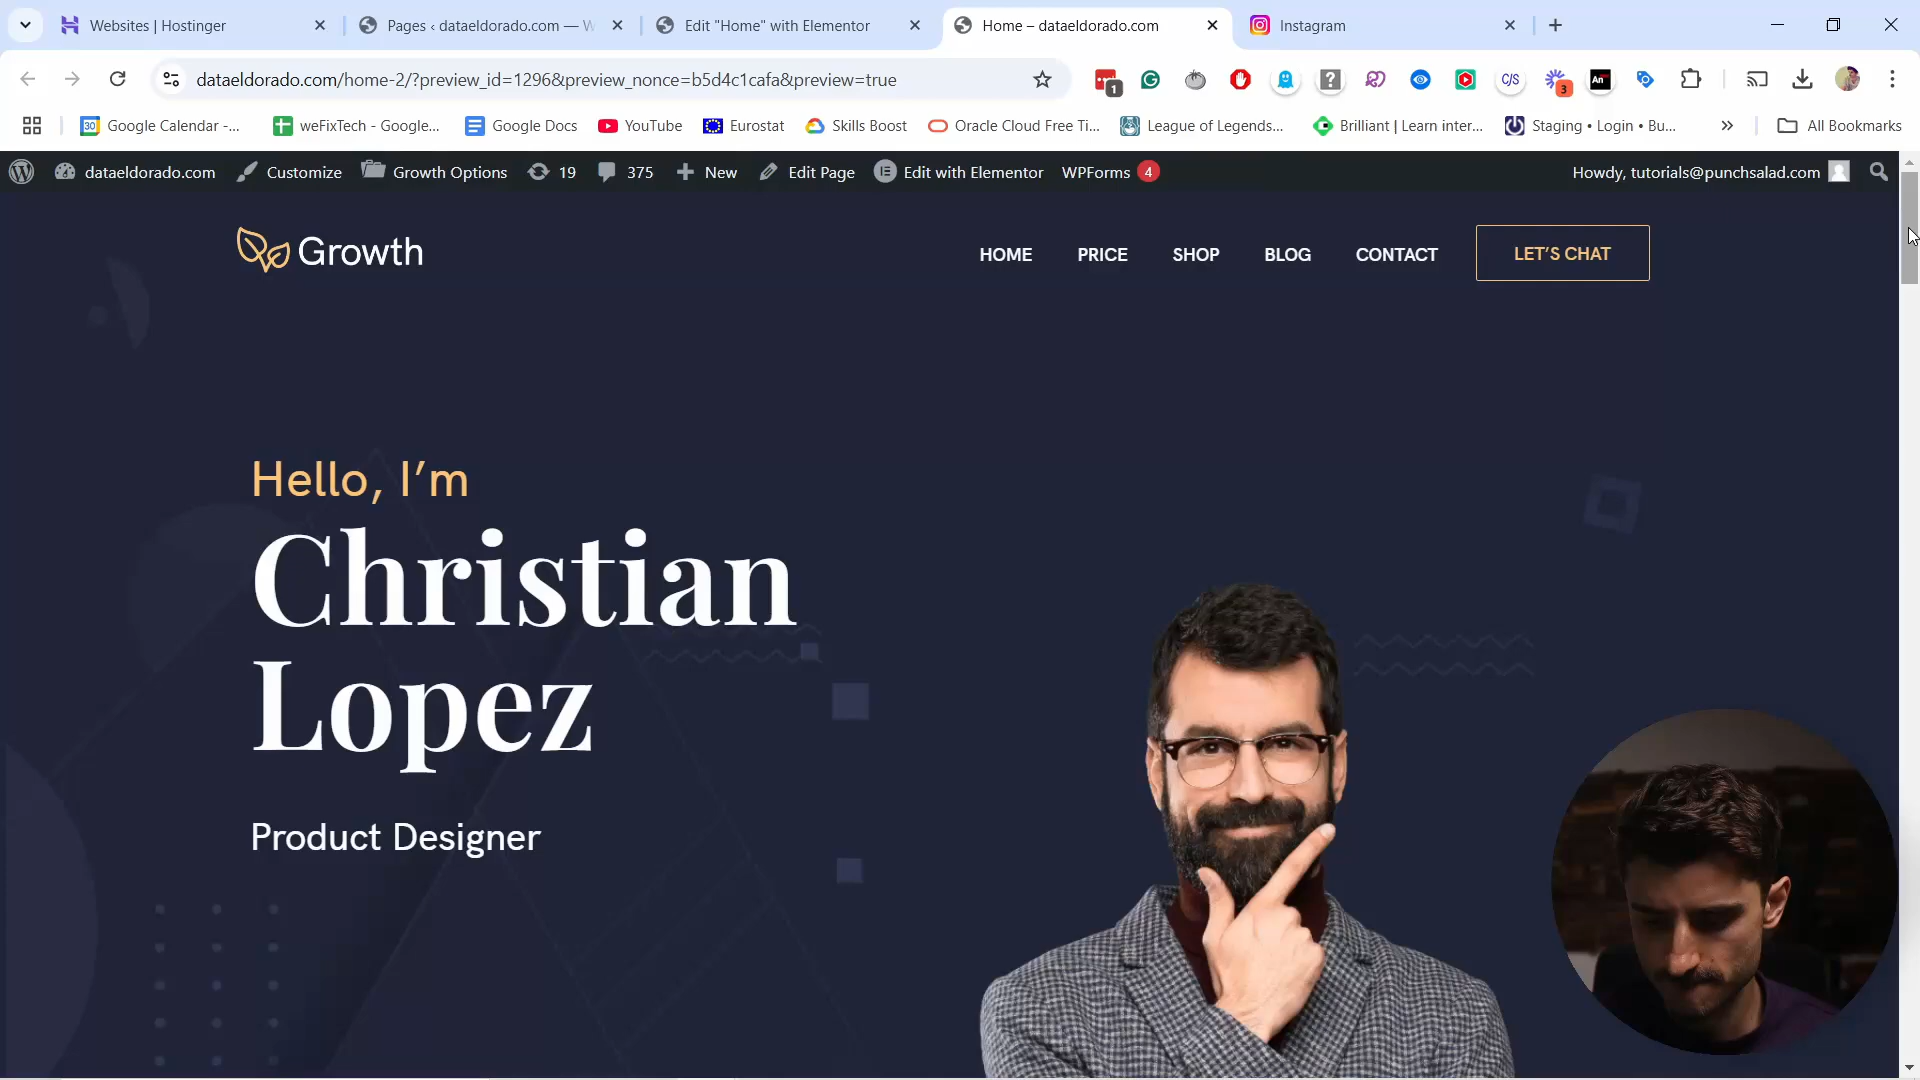 Websites | Hostinger
Pages ‹ dataeldorado.com — W
Edit "Home" with Elementor
Home – dataeldorado.com
Instagram
dataeldorado.com/home-2/?preview_id=1296&preview_nonce=b5d4c1cafa&preview=true
1
?
C/S
3
An
30
Google Calendar -...
weFixTech - Google...
Google Docs
YouTube
Eurostat
Skills Boost
Oracle Cloud Free Ti...
League of Legends...
Brilliant | Learn inter...
Staging • Login • Bu...
All Bookmarks
dataeldorado.com
Customize
Growth Options
19
375
New
Edit Page
Edit with Elementor
WPForms 4
Howdy, tutorials@punchsalad.com
Growth
HOME
PRICE
SHOP
BLOG
CONTACT
LET’S CHAT
Hello, I’m
Christian
Lopez
Product Designer